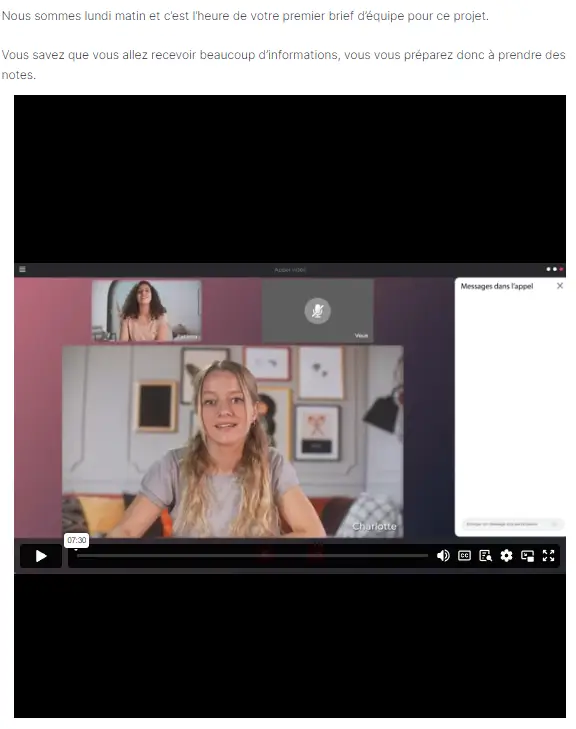 Nous sommes lundi matin et c'est l'heure de votre premier brief d'équipe pour ce projet.
Vous savez que vous allez recevoir beaucoup d'informations, vous vous préparez donc à prendre des
notes.
Appel vidéo
Messages dans l'appel
Vous
Charlotte
07:30
CC